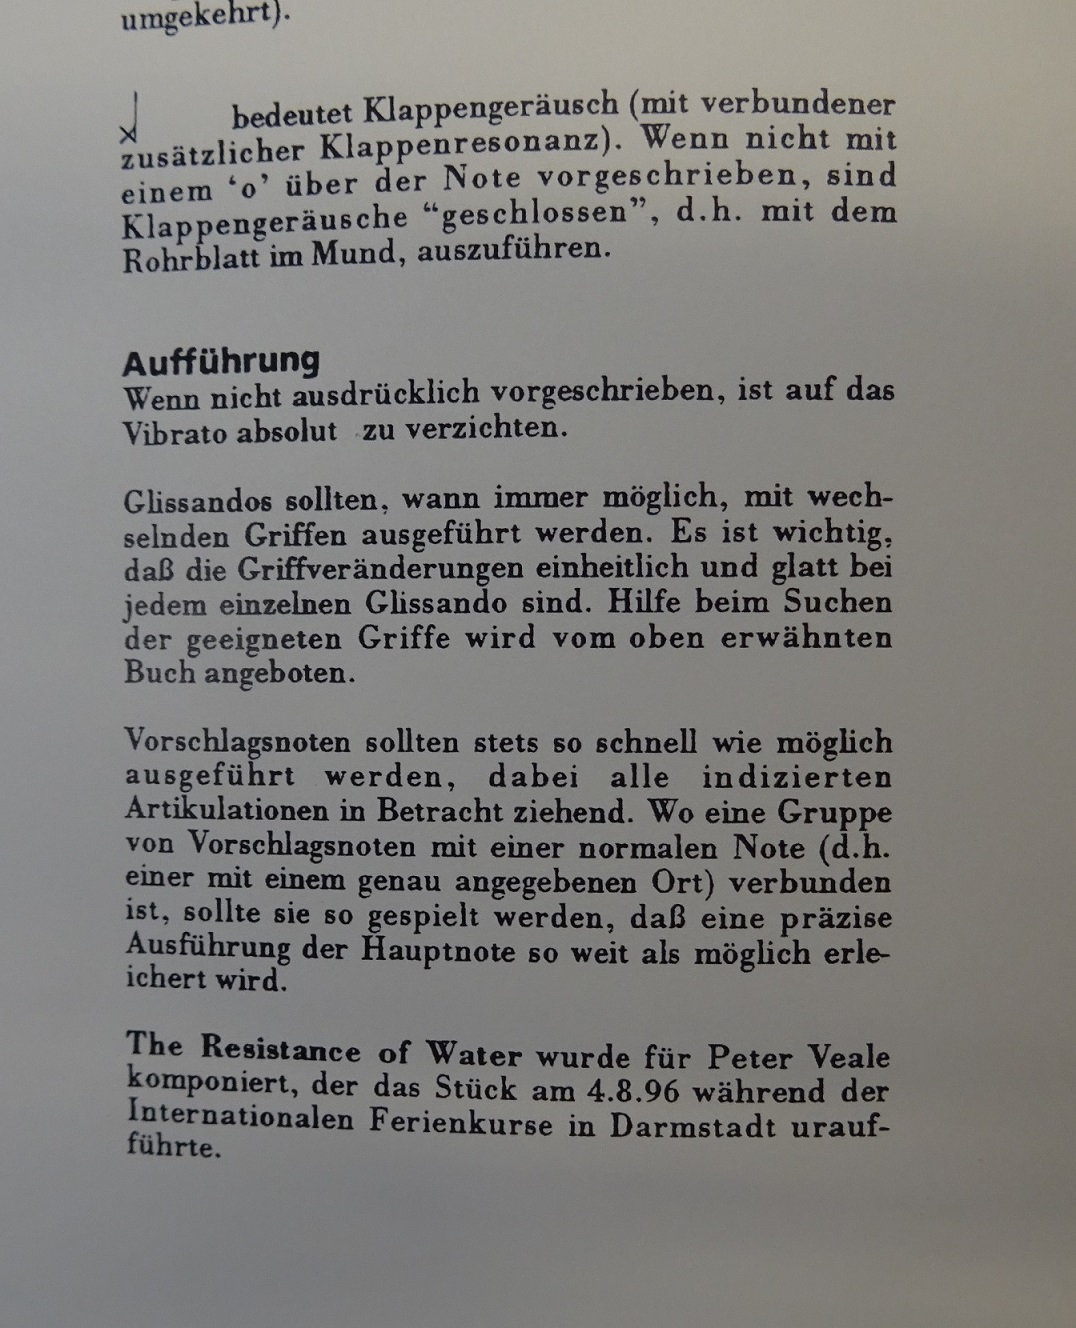 umgekehrt).
bedeutet Klappengeräusch (mit verbundener
zusätzlicher Klappenresonanz). Wenn nicht mit
einem ‘o’ über der Note vorgeschrieben, sind
Klappengeräusche “geschlossen”, d.h. mit dem
Rohrblatt im Mund, auszuführen.
Aufführung
Wenn nicht ausdrücklich vorgeschrieben, ist auf das
Vibrato absolut zu verzichten.
Glissandos sollten, wann immer möglich, mit wech-
selnden Griffen ausgeführt werden. Es ist wichtig,
daß die Griffveränderungen einheitlich und glatt bei
jedem einzelnen Glissando sind. Hilfe beim Suchen
der geeigneten Griffe wird vom oben erwähnten
Buch angeboten.
Vorschlagsnoten sollten stets so schnell wie möglich
ausgeführt werden, dabei alle indizierten
Artikulationen in Betracht ziehend. Wo eine Gruppe
von Vorschlagsnoten mit einer normalen Note (d.h.
einer mit einem genau angegebenen Ort) verbunden
ist, sollte sie so gespielt werden, daß eine präzise
Ausführung der Hauptnote so weit als möglich erle-
ichert wird.
The Resistance of Water wurde für Peter Veale
komponiert, der das Stück am 4.8.96 während der
Internationalen Ferienkurse in Darmstadt urauf-
führte.